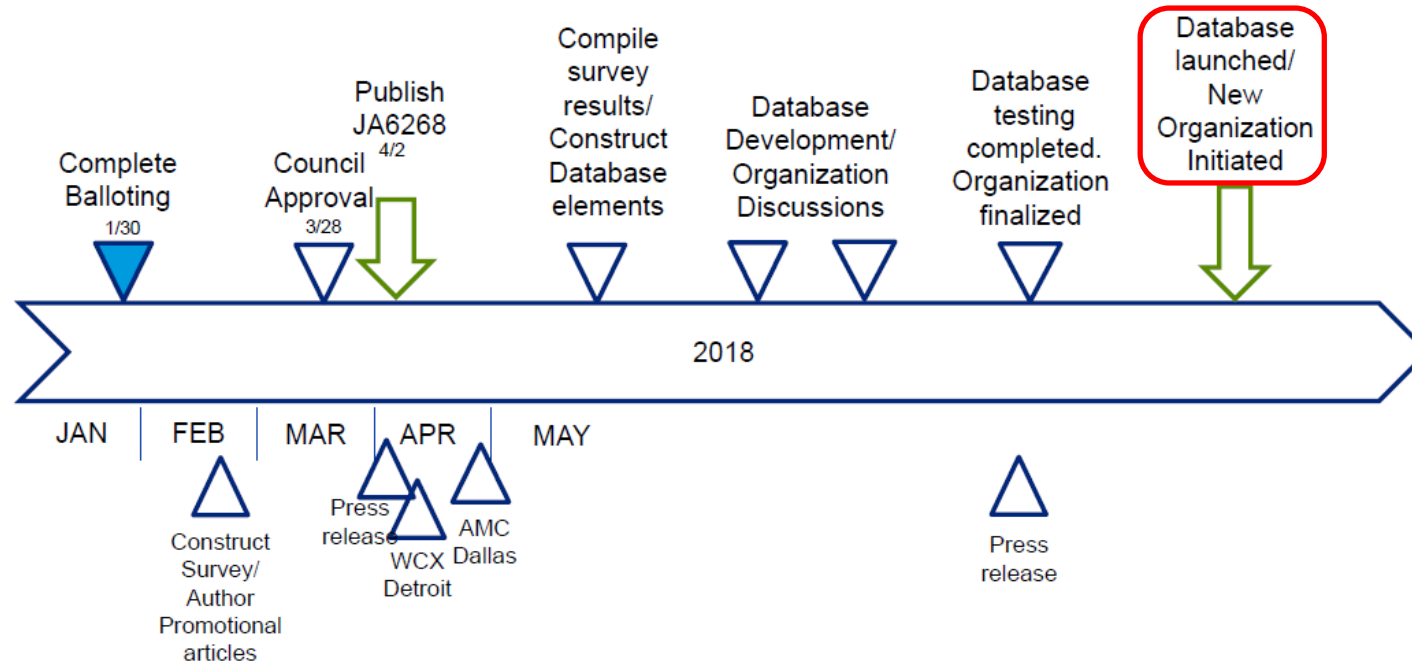 Complete
Balloting
1/30
Council
Approval
3/28
Publish
JA6268
4/2
Compile
survey
results/
Construct
Database
elements
Database
Development/
Organization
Discussions
Database
testing
completed.
Organization
finalized
Database
launched/
New
Organization
Initiated
2018
JAN
FEB
MAR
APR
MAY
Construct
Survey/
Author
Promotional
articles
Press
release
WCX
Detroit
AMC
Dallas
Press
release